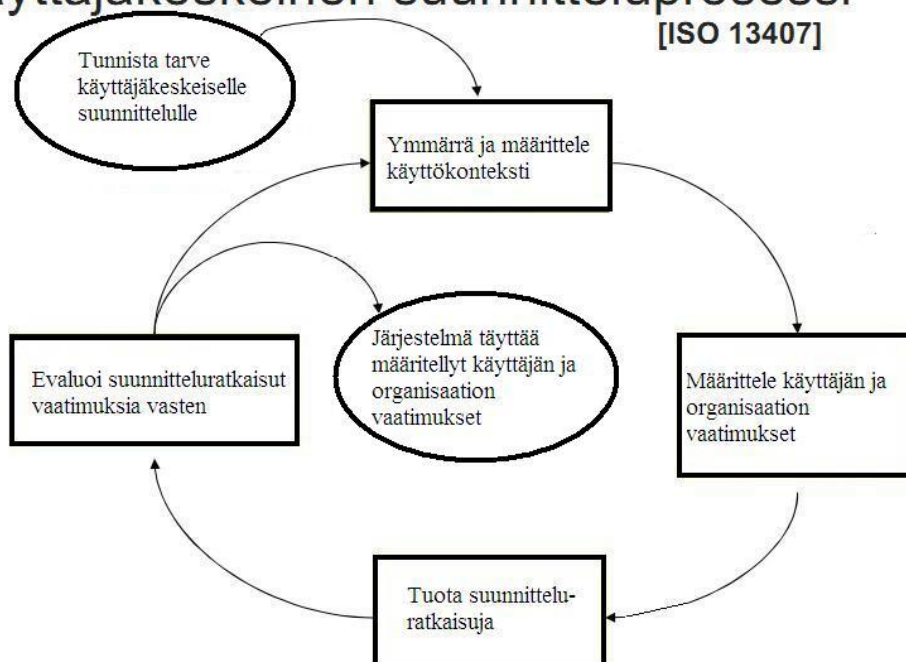 yttäjäkeskeinen suunnitteluprosessi
[ISO 13407]
Tunnista tarve
käyttäjäkeskeiselle
suunnittelulle
Ymmärrä ja määrittele
käyttökonteksti
Järjestelmä täyttää
määritellyt käyttäjän ja
organisaation
vaatimukset
Evaluoi suunnitteluratkaisut
vaatimuksia vasten
Määrittele käyttäjän ja
organisaation
vaatimukset
Tuota suunnittelu-
ratkaisuja